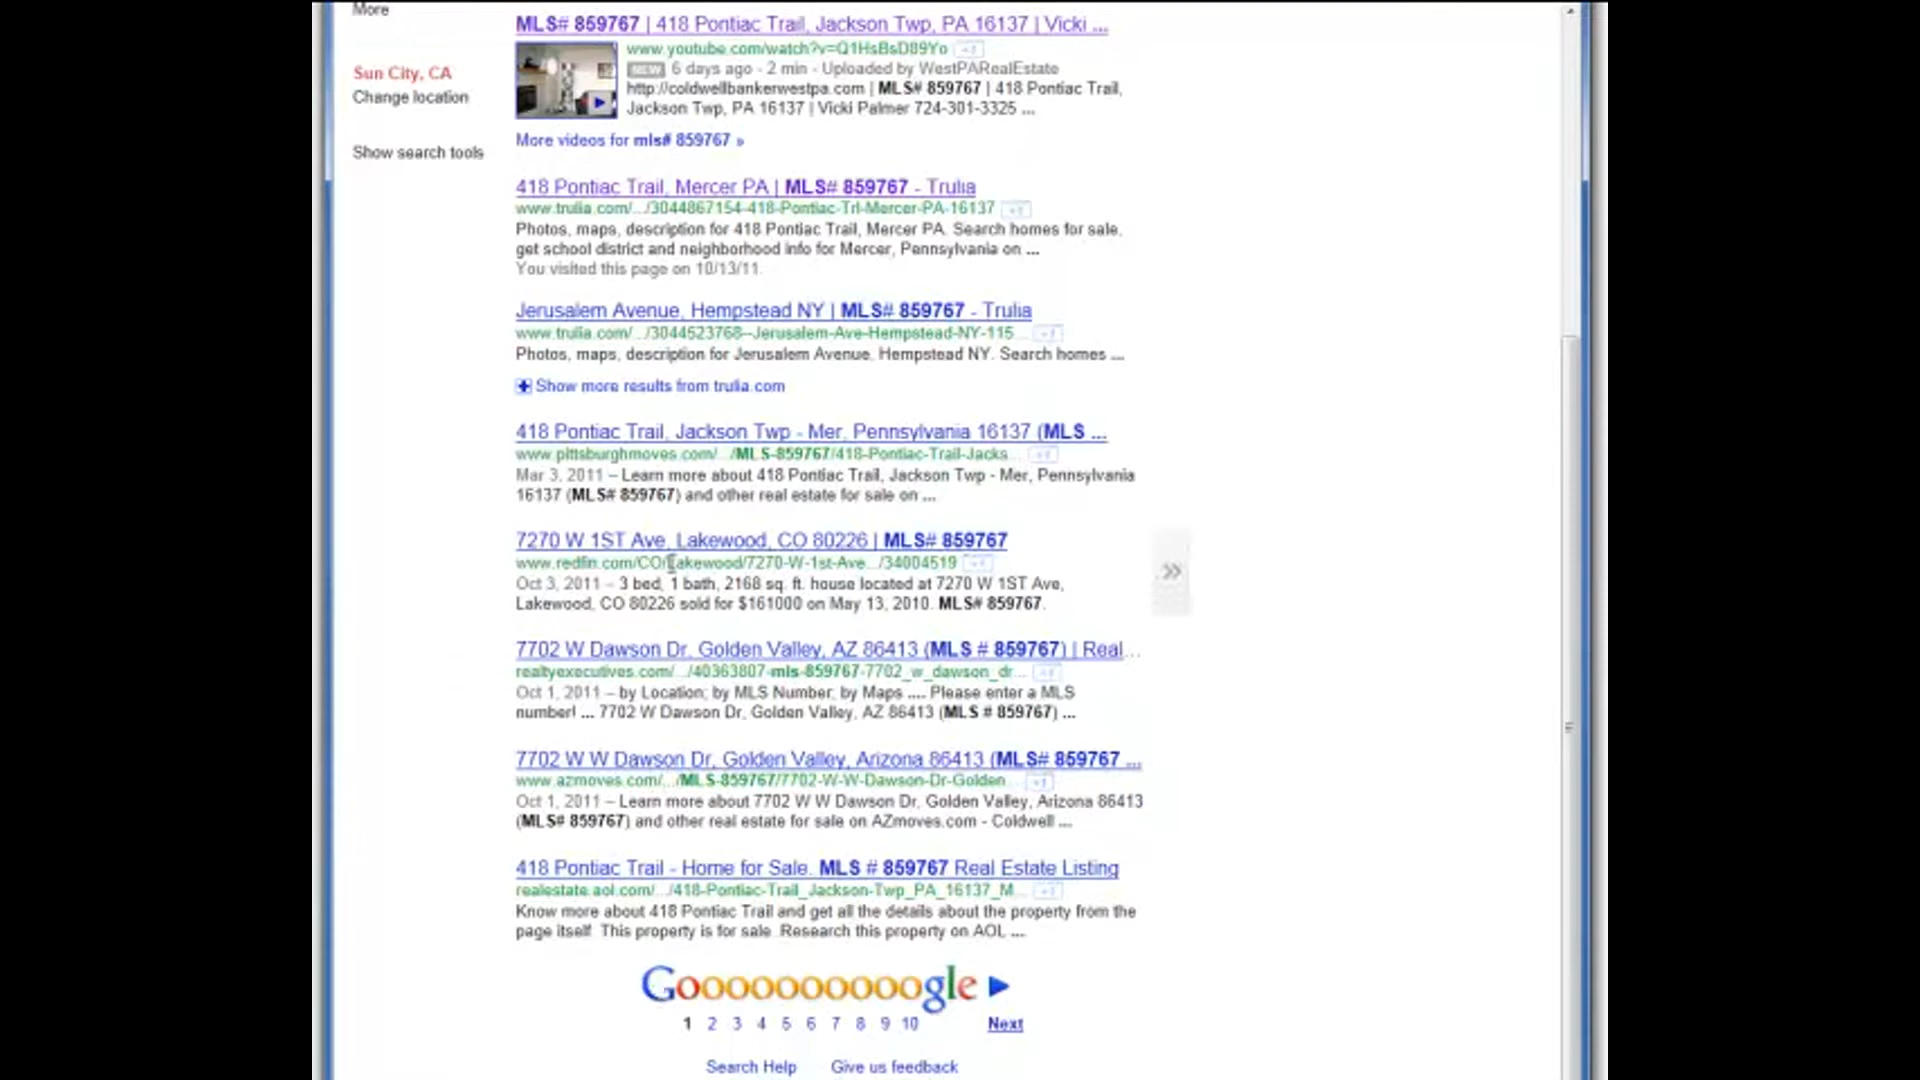 More
MLS# 859767 | 418 Pontiac Trail, Jackson Twp, PA 16137 | Vicki ...
www.youtube.com/watch?v=Q1HsBsD89Yo +1
NEW 6 days ago - 2 min - Uploaded by WestPARealEstate
http://coldwellbankerwestpa.com | MLS# 859767 | 418 Pontiac Trail,
Jackson Twp, PA 16137 | Vicki Palmer 724-301-3325 ...
Sun City, CA
Change location
More videos for mls# 859767 »
Show search tools
418 Pontiac Trail, Mercer PA | MLS# 859767 - Trulia
www.trulia.com/.../3044867154-418-Pontiac-Trl-Mercer-PA-16137 +1
Photos, maps, description for 418 Pontiac Trail, Mercer PA. Search homes for sale,
get school district and neighborhood info for Mercer, Pennsylvania on ...
You visited this page on 10/13/11.
Jerusalem Avenue, Hempstead NY | MLS# 859767 - Trulia
www.trulia.com/.../3044523768--Jerusalem-Ave-Hempstead-NY-115... +1
Photos, maps, description for Jerusalem Avenue, Hempstead NY. Search homes ...
Show more results from trulia.com
418 Pontiac Trail, Jackson Twp - Mer, Pennsylvania 16137 (MLS ...
www.pittsburghmoves.com/.../MLS-859767/418-Pontiac-Trail-Jacks... +1
Mar 3, 2011 – Learn more about 418 Pontiac Trail, Jackson Twp - Mer, Pennsylvania
16137 (MLS# 859767) and other real estate for sale on ...
7270 W 1ST Ave, Lakewood, CO 80226 | MLS# 859767
www.redfin.com/CO/Lakewood/7270-W-1st-Ave.../34004519 +1
Oct 3, 2011 – 3 bed, 1 bath, 2168 sq. ft. house located at 7270 W 1ST Ave,
Lakewood, CO 80226 sold for $161000 on May 13, 2010. MLS# 859767.
»
7702 W Dawson Dr, Golden Valley, AZ 86413 (MLS # 859767) | Real...
realtyexecutives.com/.../40363807-mls-859767-7702_w_dawson_dr... +1
Oct 1, 2011 – by Location; by MLS Number; by Maps .... Please enter a MLS
number! ... 7702 W Dawson Dr, Golden Valley, AZ 86413 (MLS # 859767) ...
7702 W W Dawson Dr, Golden Valley, Arizona 86413 (MLS# 859767 ...
www.azmoves.com/.../MLS-859767/7702-W-W-Dawson-Dr-Golden... +1
Oct 1, 2011 – Learn more about 7702 W W Dawson Dr, Golden Valley, Arizona 86413
(MLS# 859767) and other real estate for sale on AZmoves.com - Coldwell ...
418 Pontiac Trail - Home for Sale. MLS # 859767 Real Estate Listing
realestate.aol.com/.../418-Pontiac-Trail_Jackson-Twp_PA_16137_M... +1
Know more about 418 Pontiac Trail and get all the details about the property from the
page itself. This property is for sale. Research this property on AOL ...
Goooooooooogle
1 2 3 4 5 6 7 8 9 10 Next
Search Help Give us feedback